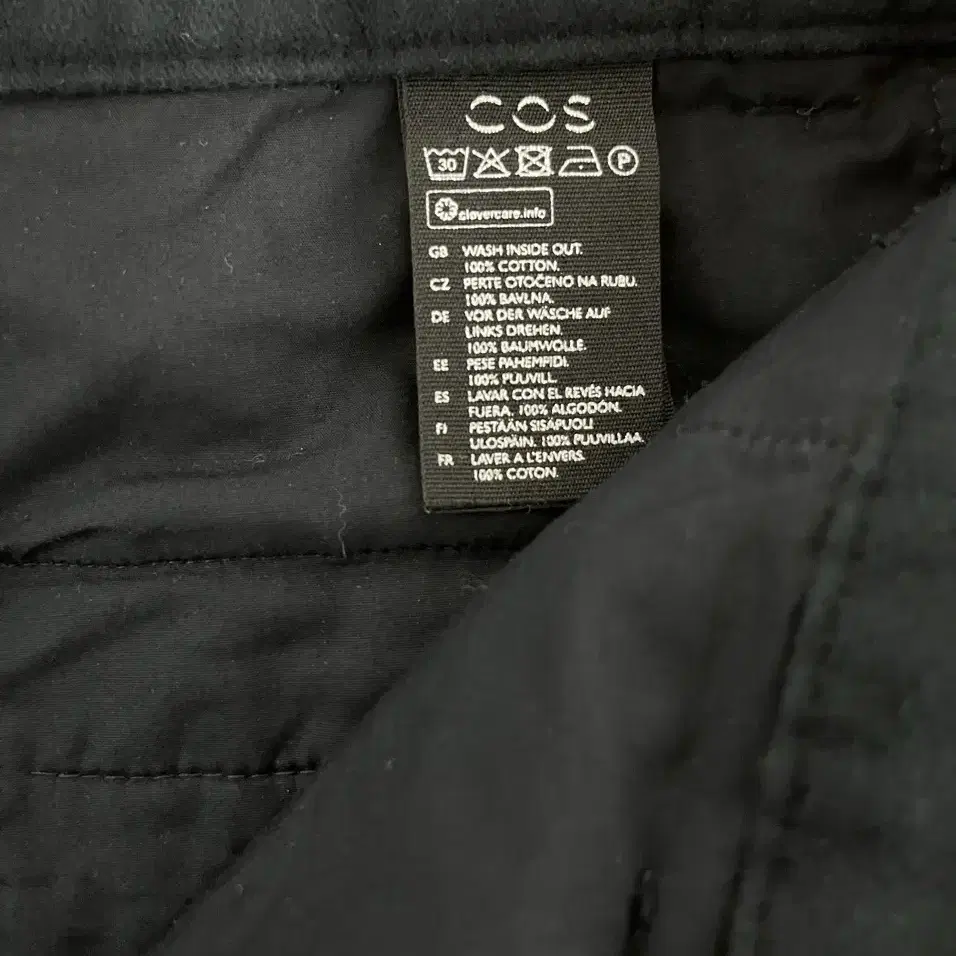 COS
30 P
clevercare.info
GB WASH INSIDE OUT.
100% COTTON.
CZ PERTE OTOČENO NA RUBU.
100% BAVLNA.
DE VOR DER WÄSCHE AUF
LINKS DREHEN.
100% BAUMWOLLE.
EE PESE PAHEMPIDI.
100% PUUVILL.
ES LAVAR CON EL REVÉS HACIA
FUERA. 100% ALGODÓN.
FI PESTÄÄN SISÄPUOLI
ULOSPÄIN. 100% PUUVILLAA.
FR LAVER A L'ENVERS.
100% COTON.